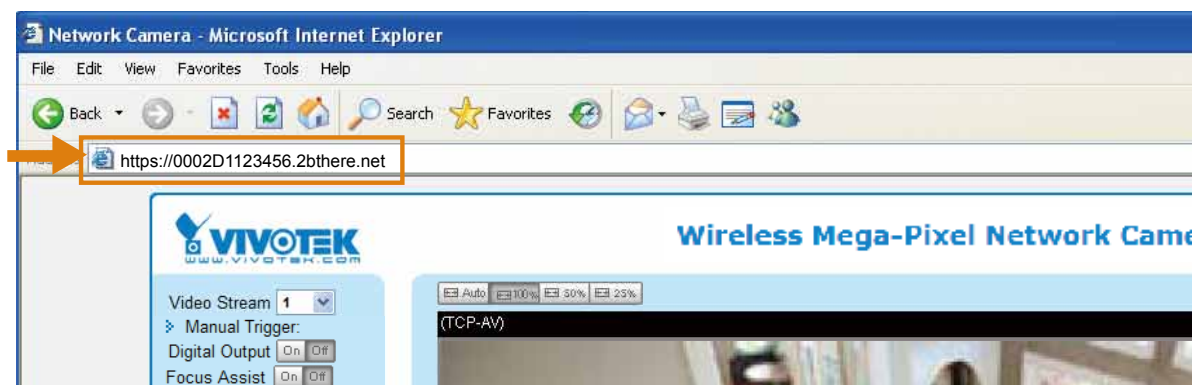 Network Camera - Microsoft Internet Explorer
File Edit View Favorites Tools Help
Back Search Favorites
https://0002D1123456.2bthere.net
VIVOTEK
www.vivotek.com
Wireless Mega-Pixel Network Came
Auto 100% 50% 25%
Video Stream 1
(TCP-AV)
Manual Trigger:
Digital Output On Off
Focus Assist On Off